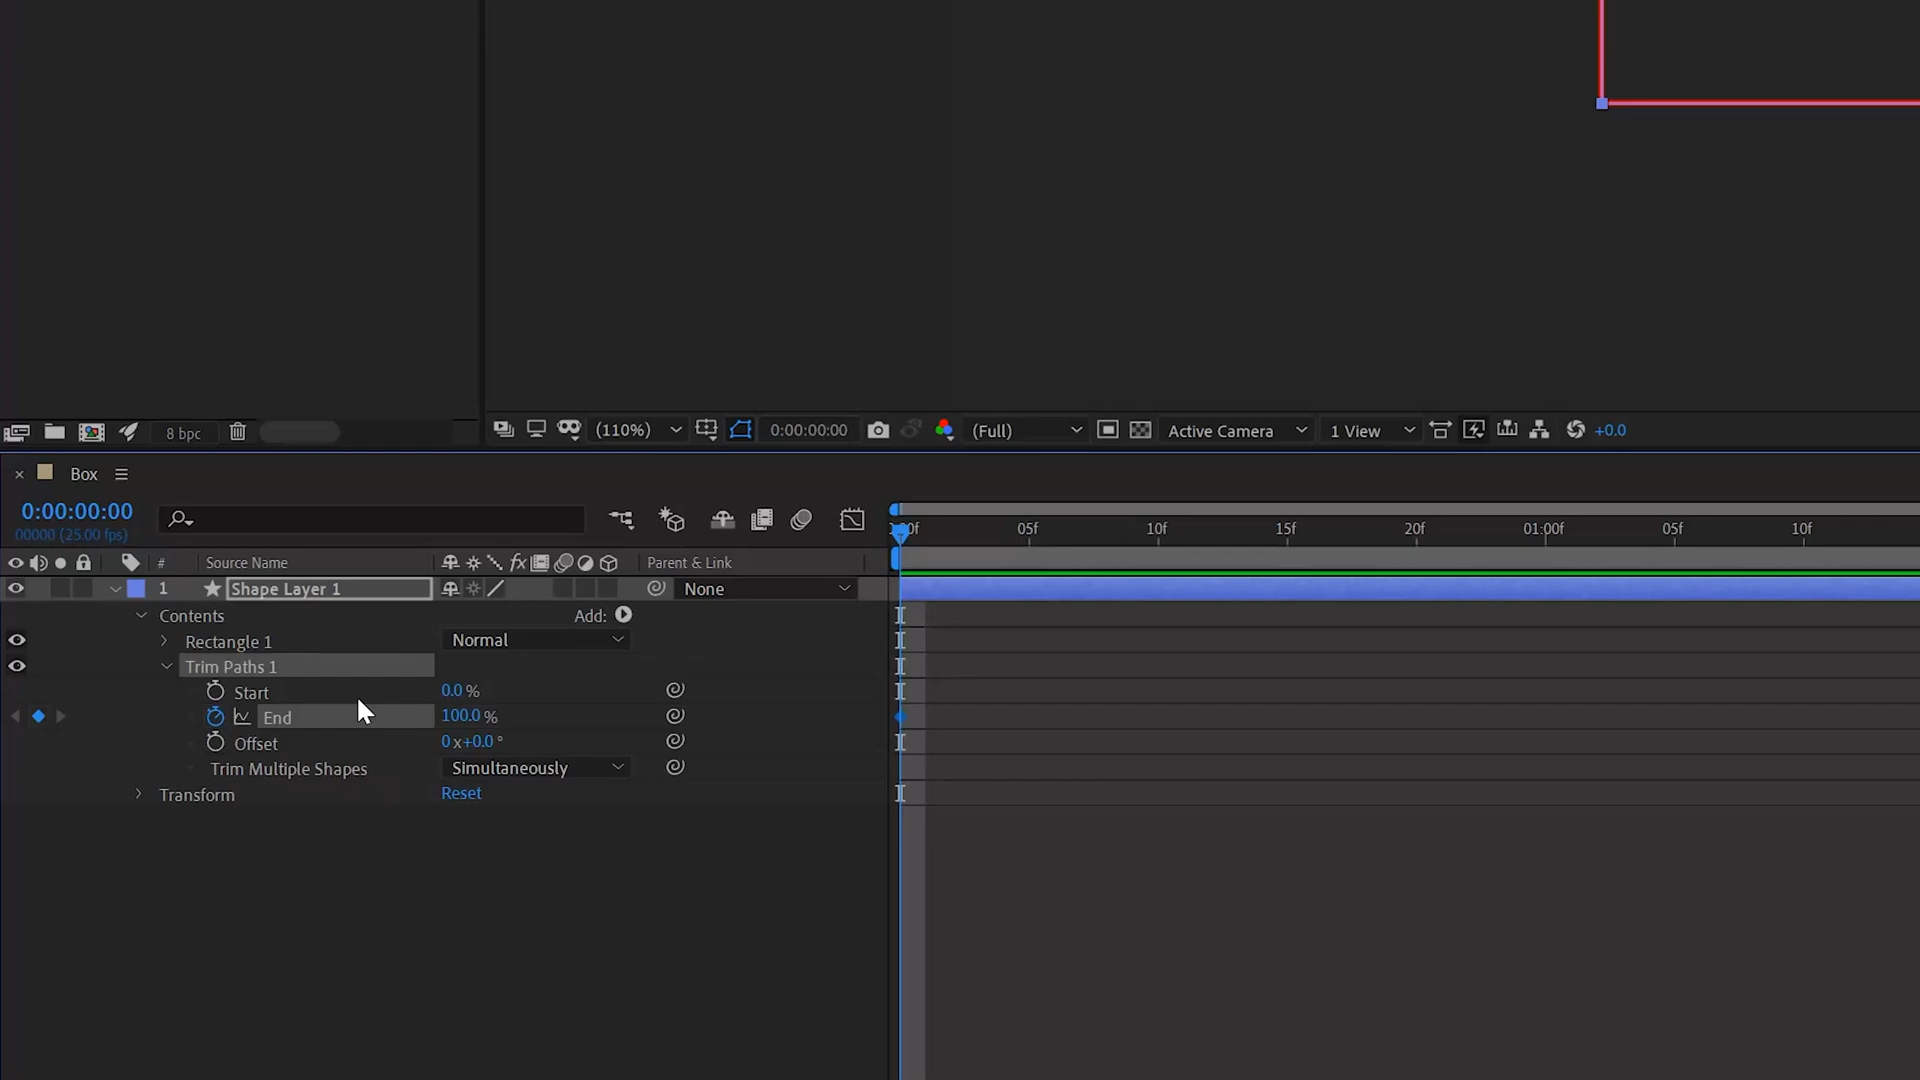 8 bpc
(110%)
0:00:00:00
(Full)
Active Camera
1 View
+0.0
Box
0:00:00:00
00000 (25.00 fps)
:00f 05f 10f 15f 20f 01:00f 05f 10f
# Source Name fx Parent & Link
1 Shape Layer 1 None
Contents Add:
Rectangle 1 Normal
Trim Paths 1
Start 0.0 %
End 100.0 %
Offset 0x+0.0 °
Trim Multiple Shapes Simultaneously
Transform Reset